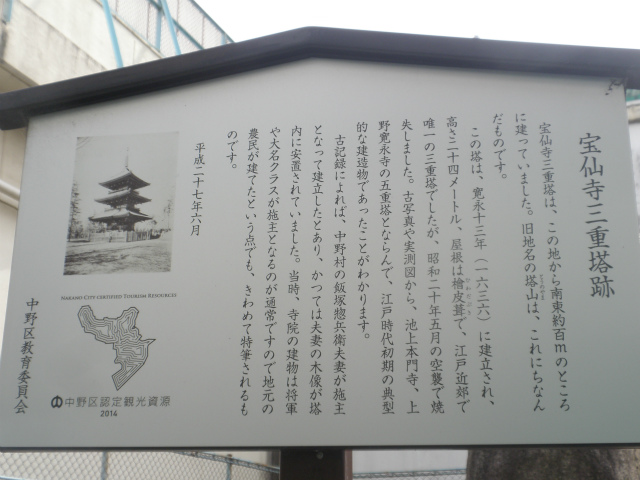 宝仙寺三重塔跡
宝仙寺三重塔は、この地から南東約百mのところ
に建っていました。旧地名の塔山は、これにちなん
だものです。
この塔は、寛永十三年（一六三六）に建立され、
高さ二十四メートル、屋根は檜皮葺で、江戸近郊で
唯一の三重塔でしたが、昭和二十年五月の空襲で焼
失しました。古写真や実測図から、池上本門寺、上
野寛永寺の五重塔とならんで、江戸時代初期の典型
的な建造物であったことがわかります。
古記録によれば、中野村の飯塚惣兵衛夫妻が施主
となって建立したとあり、かつては夫妻の木像が塔
内に安置されていました。当時、寺院の建物は将軍
や大名クラスが施主となるのが通常ですので地元の
農民が建てたという点でも、きわめて特筆されるも
のです。
平成二十七年六月
NAKANO CITY CERTIFIED TOURISM RESOURCES
中野区認定観光資源
2014
中野区教育委員会